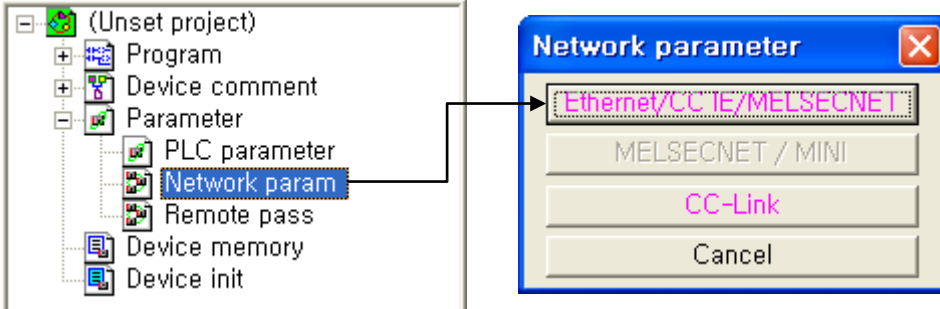 (Unset project)
Program
Device comment
Parameter
PLC parameter
Network param
Remote pass
Device memory
Device init
Network parameter
Ethernet/CC IE/MELSECNET
MELSECNET / MINI
CC-Link
Cancel